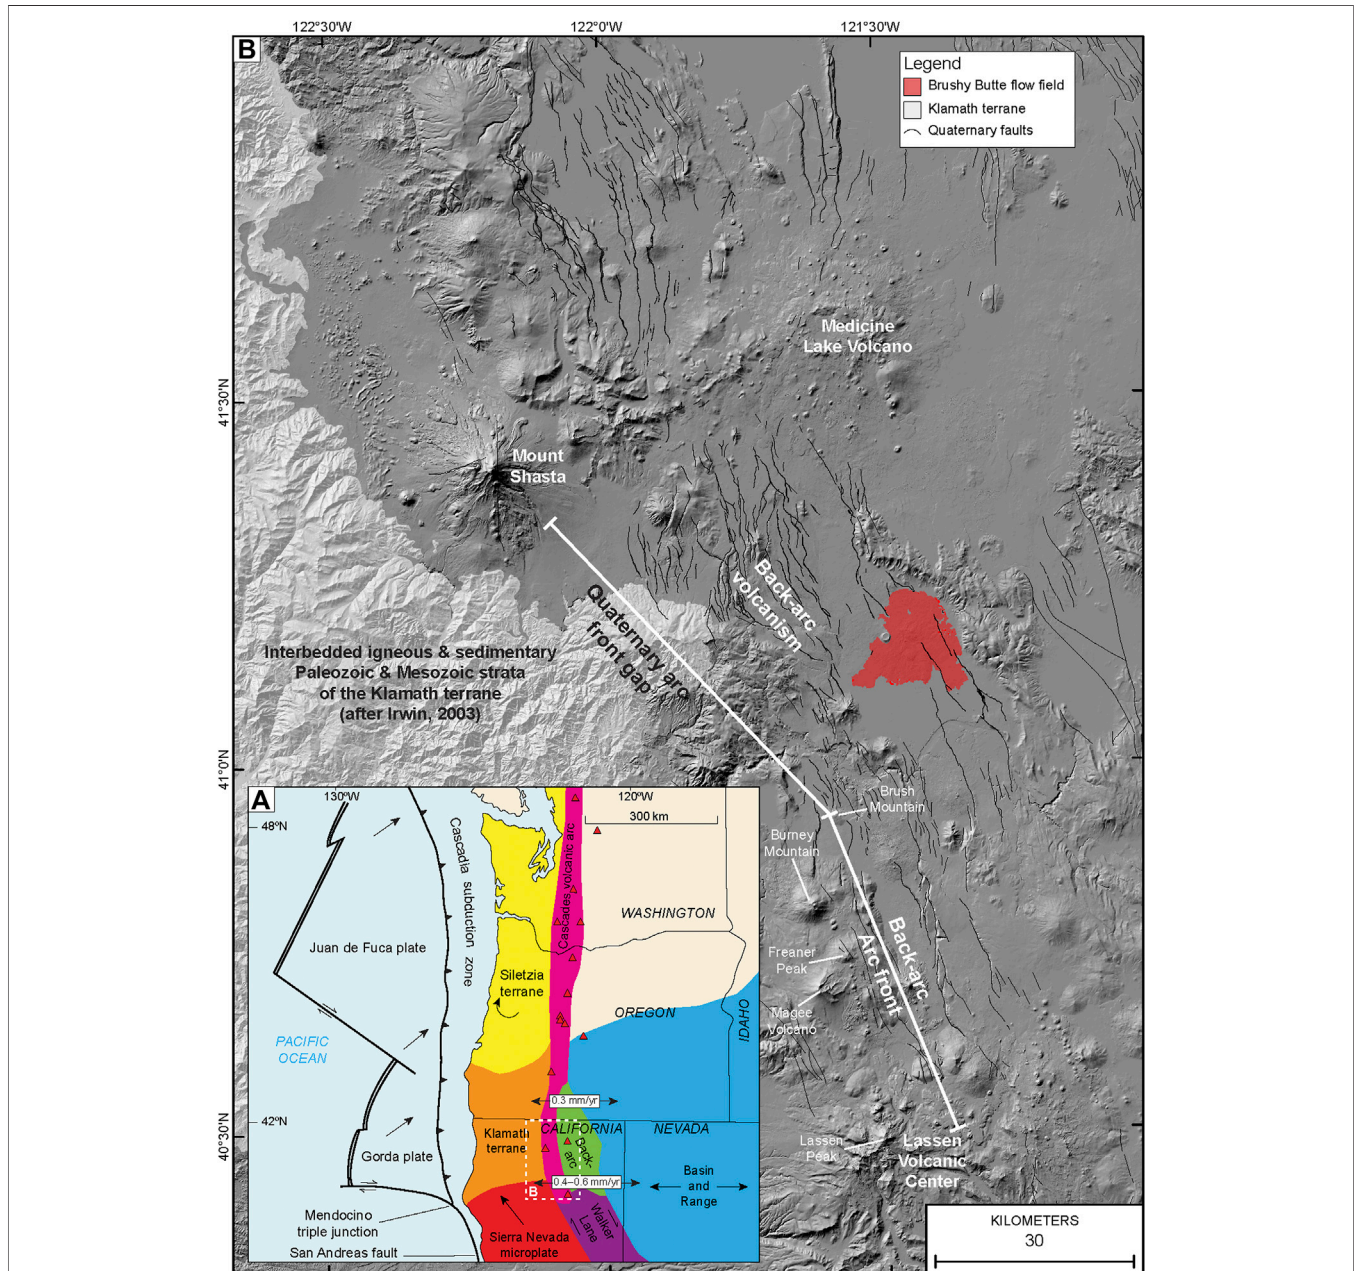 122°30'W
122°0'W
121°30'W
B
Legend
Brushy Butte flow field
Klamath terrane
Quaternary faults
Medicine
Lake Volcano
41°30'N
Mount
Shasta
Back-arc
volcanism
Quaternary arc
front gap
Interbedded igneous & sedimentary
Paleozoic & Mesozoic strata
of the Klamath terrane
(after Irwin, 2003)
41°0'N
Brush
Mountain
Burney
Mountain
Back-arc
Arc front
Freaner
Peak
Magee
Volcano
40°30'N
Lassen
Peak
Lassen
Volcanic
Center
KILOMETERS
30
A
130°W
120°W
300 km
48°N
Cascadia subduction zone
Cascades volcanic arc
WASHINGTON
Juan de Fuca plate
Siletzia
terrane
OREGON
IDAHO
PACIFIC
OCEAN
0.3 mm/yr
42°N
CALIFORNIA
NEVADA
Klamath
terrane
Back-
arc
Gorda plate
0.4–0.6 mm/yr
B
Basin
and
Range
Mendocino
triple junction
Walker
Lane
Sierra Nevada
microplate
San Andreas fault